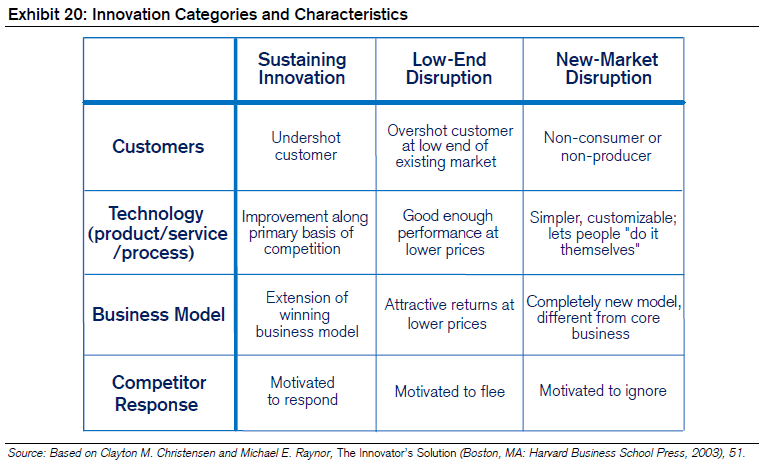 Exhibit 20: Innovation Categories and Characteristics
Sustaining
Innovation
Low-End
Disruption
New-Market
Disruption
Customers
Undershot
customer
Overshot customer
at low end of
existing market
Non-consumer or
non-producer
Technology
(product/service
/process)
Improvement along
primary basis of
competition
Good enough
performance at
lower prices
Simpler, customizable;
lets people "do it
themselves"
Business Model
Extension of
winning
business model
Attractive returns at
lower prices
Completely new model,
different from core
business
Competitor
Response
Motivated
to respond
Motivated to flee
Motivated to ignore
Source: Based on Clayton M. Christensen and Michael E. Raynor, The Innovator's Solution (Boston, MA: Harvard Business School Press, 2003), 51.